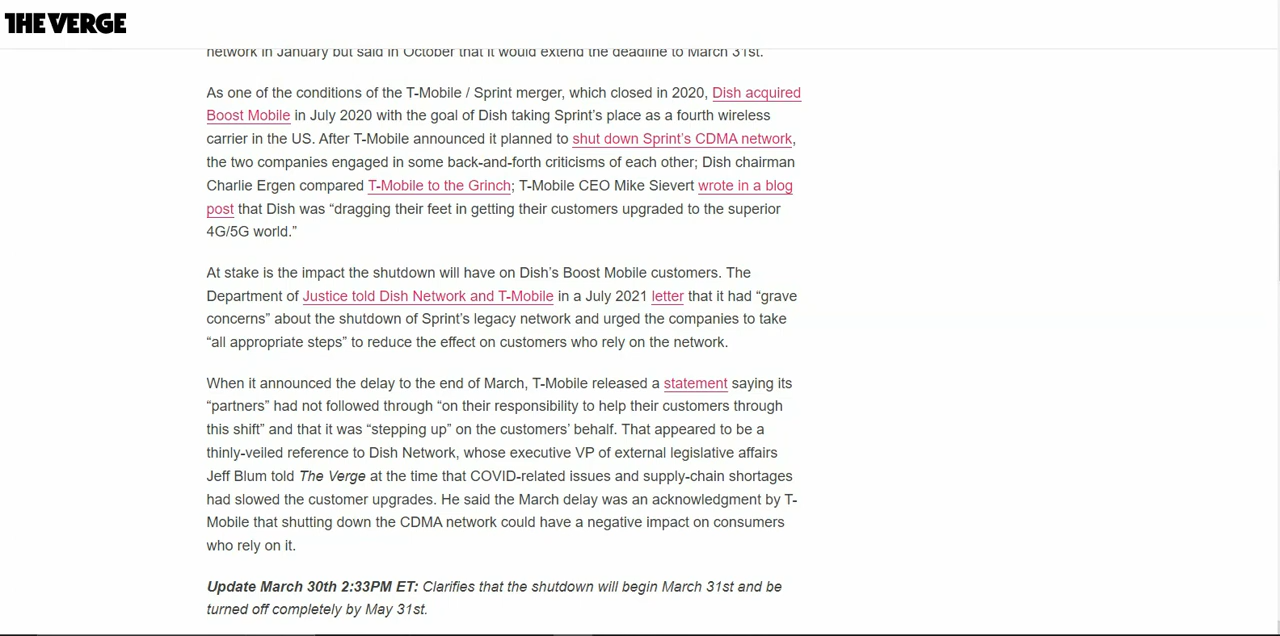 THE VERGE
network in January but said in October that it would extend the deadline to March 31st.
As one of the conditions of the T-Mobile / Sprint merger, which closed in 2020, Dish acquired
Boost Mobile in July 2020 with the goal of Dish taking Sprint’s place as a fourth wireless
carrier in the US. After T-Mobile announced it planned to shut down Sprint’s CDMA network,
the two companies engaged in some back-and-forth criticisms of each other; Dish chairman
Charlie Ergen compared T-Mobile to the Grinch; T-Mobile CEO Mike Sievert wrote in a blog
post that Dish was “dragging their feet in getting their customers upgraded to the superior
4G/5G world.”
At stake is the impact the shutdown will have on Dish’s Boost Mobile customers. The
Department of Justice told Dish Network and T-Mobile in a July 2021 letter that it had “grave
concerns” about the shutdown of Sprint’s legacy network and urged the companies to take
“all appropriate steps” to reduce the effect on customers who rely on the network.
When it announced the delay to the end of March, T-Mobile released a statement saying its
“partners” had not followed through “on their responsibility to help their customers through
this shift” and that it was “stepping up” on the customers’ behalf. That appeared to be a
thinly-veiled reference to Dish Network, whose executive VP of external legislative affairs
Jeff Blum told The Verge at the time that COVID-related issues and supply-chain shortages
had slowed the customer upgrades. He said the March delay was an acknowledgment by T-
Mobile that shutting down the CDMA network could have a negative impact on consumers
who rely on it.
Update March 30th 2:33PM ET: Clarifies that the shutdown will begin March 31st and be
turned off completely by May 31st.